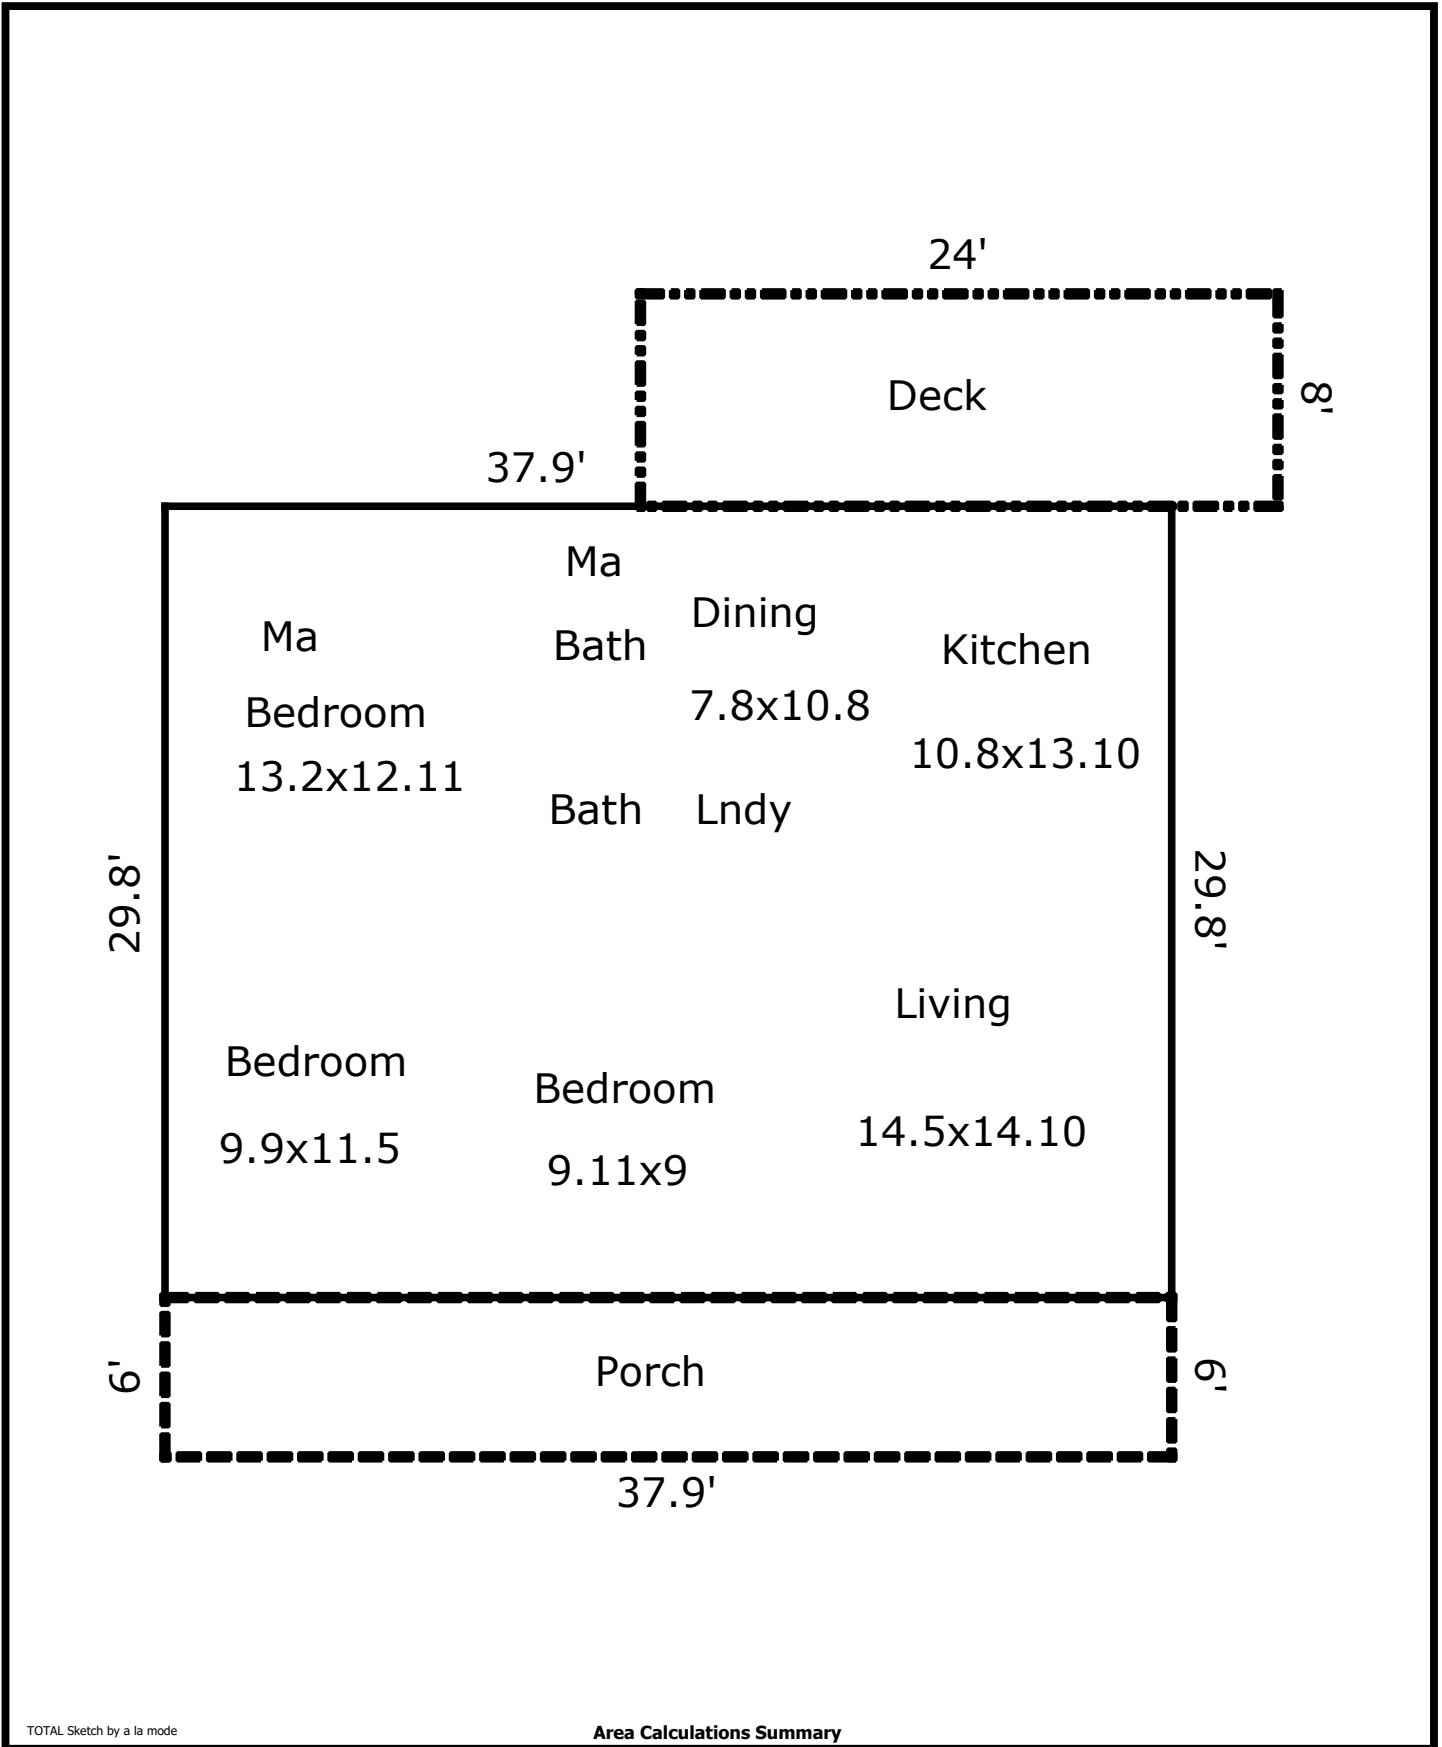 24'
Deck
8'
37.9'
Ma
Bath
Dining
7.8x10.8
Kitchen
10.8x13.10
Ma
Bedroom
13.2x12.11
Bath
Lndy
29.8'
29.8'
Living
14.5x14.10
Bedroom
9.9x11.5
Bedroom
9.11x9
6'
Porch
6'
37.9'
TOTAL Sketch by a la mode
Area Calculations Summary